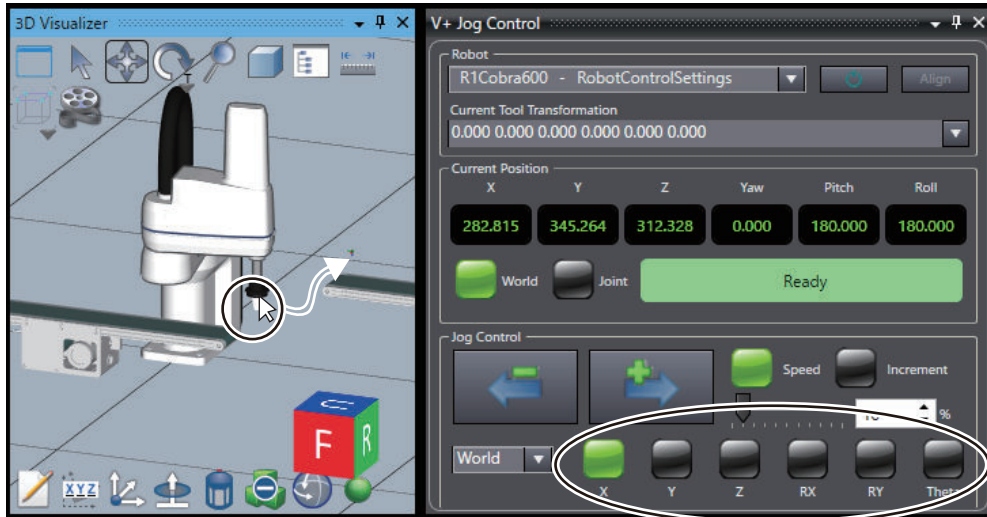 3D Visualizer
T
XYZ
U
F
R
V+ Jog Control
Robot
R1Cobra600 - RobotControlSettings
Align
Current Tool Transformation
0.000 0.000 0.000 0.000 0.000 0.000
Current Position
X Y Z Yaw Pitch Roll
282.815 345.264 312.328 0.000 180.000 180.000
World Joint Ready
Jog Control
Speed Increment
%
World
X Y Z RX RY Theta